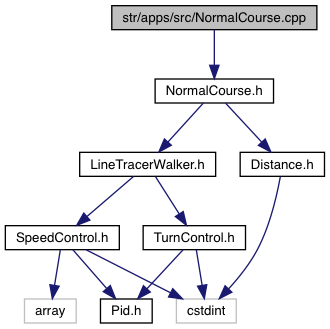 str/apps/src/NormalCourse.cpp
NormalCourse.h
LineTracerWalker.h
Distance.h
SpeedControl.h
TurnControl.h
array
Pid.h
cstdint